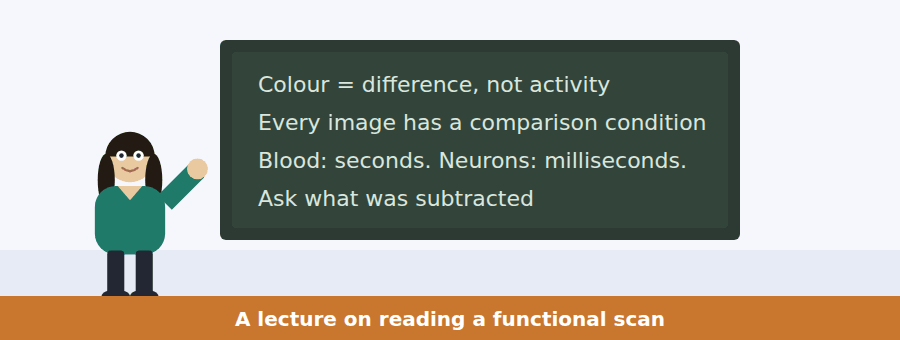 Colour = difference, not activity
Every image has a comparison condition
Blood: seconds. Neurons: milliseconds.
Ask what was subtracted
A lecture on reading a functional scan